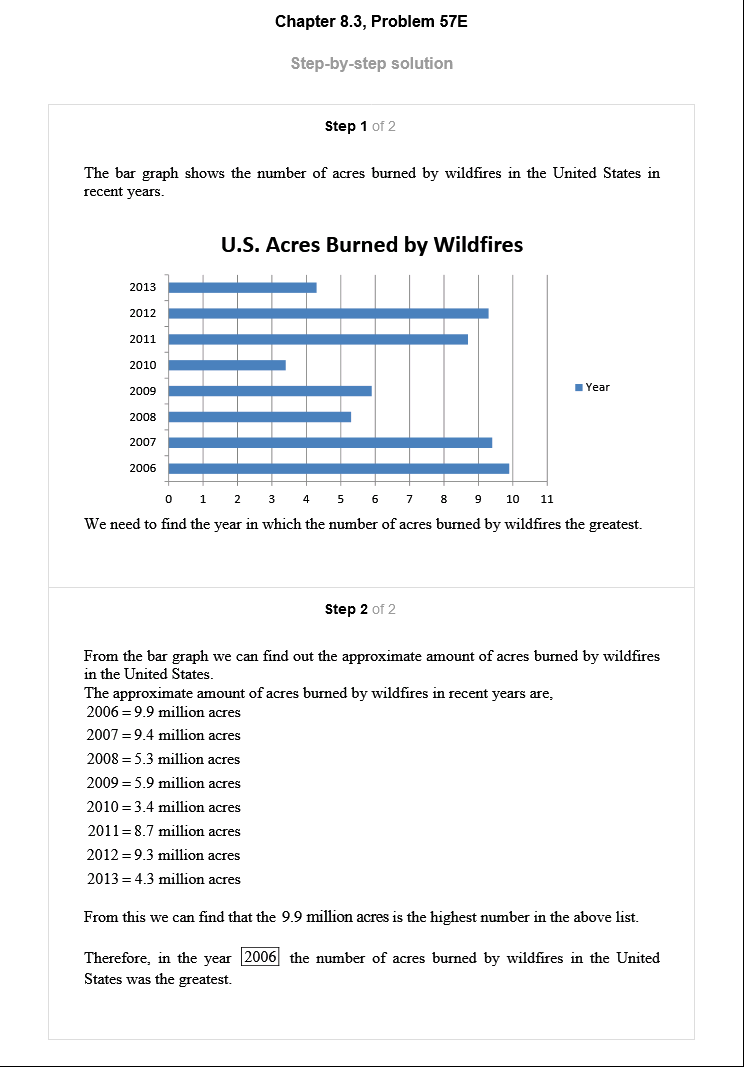 Chapter 8.3, Problem 57E
Step-by-step solution
Step 1 of 2
The bar graph shows the number of acres burned by wildfires in the United States in
recent years.
U.S. Acres Burned by Wildfires
2013
2012
2011
2010
2009
2008
2007
2006
Year
0 1 2 3 4 5 6 7 8 9 10 11
We need to find the year in which the number of acres burned by wildfires the greatest.
Step 2 of 2
From the bar graph we can find out the approximate amount of acres burned by wildfires
in the United States.
The approximate amount of acres burned by wildfires in recent years are,
2006 = 9.9 million acres
2007 = 9.4 million acres
2008 = 5.3 million acres
2009 = 5.9 million acres
2010 = 3.4 million acres
2011 = 8.7 million acres
2012 = 9.3 million acres
2013 = 4.3 million acres
From this we can find that the 9.9 million acres is the highest number in the above list.
Therefore, in the year 2006 the number of acres burned by wildfires in the United
States was the greatest.